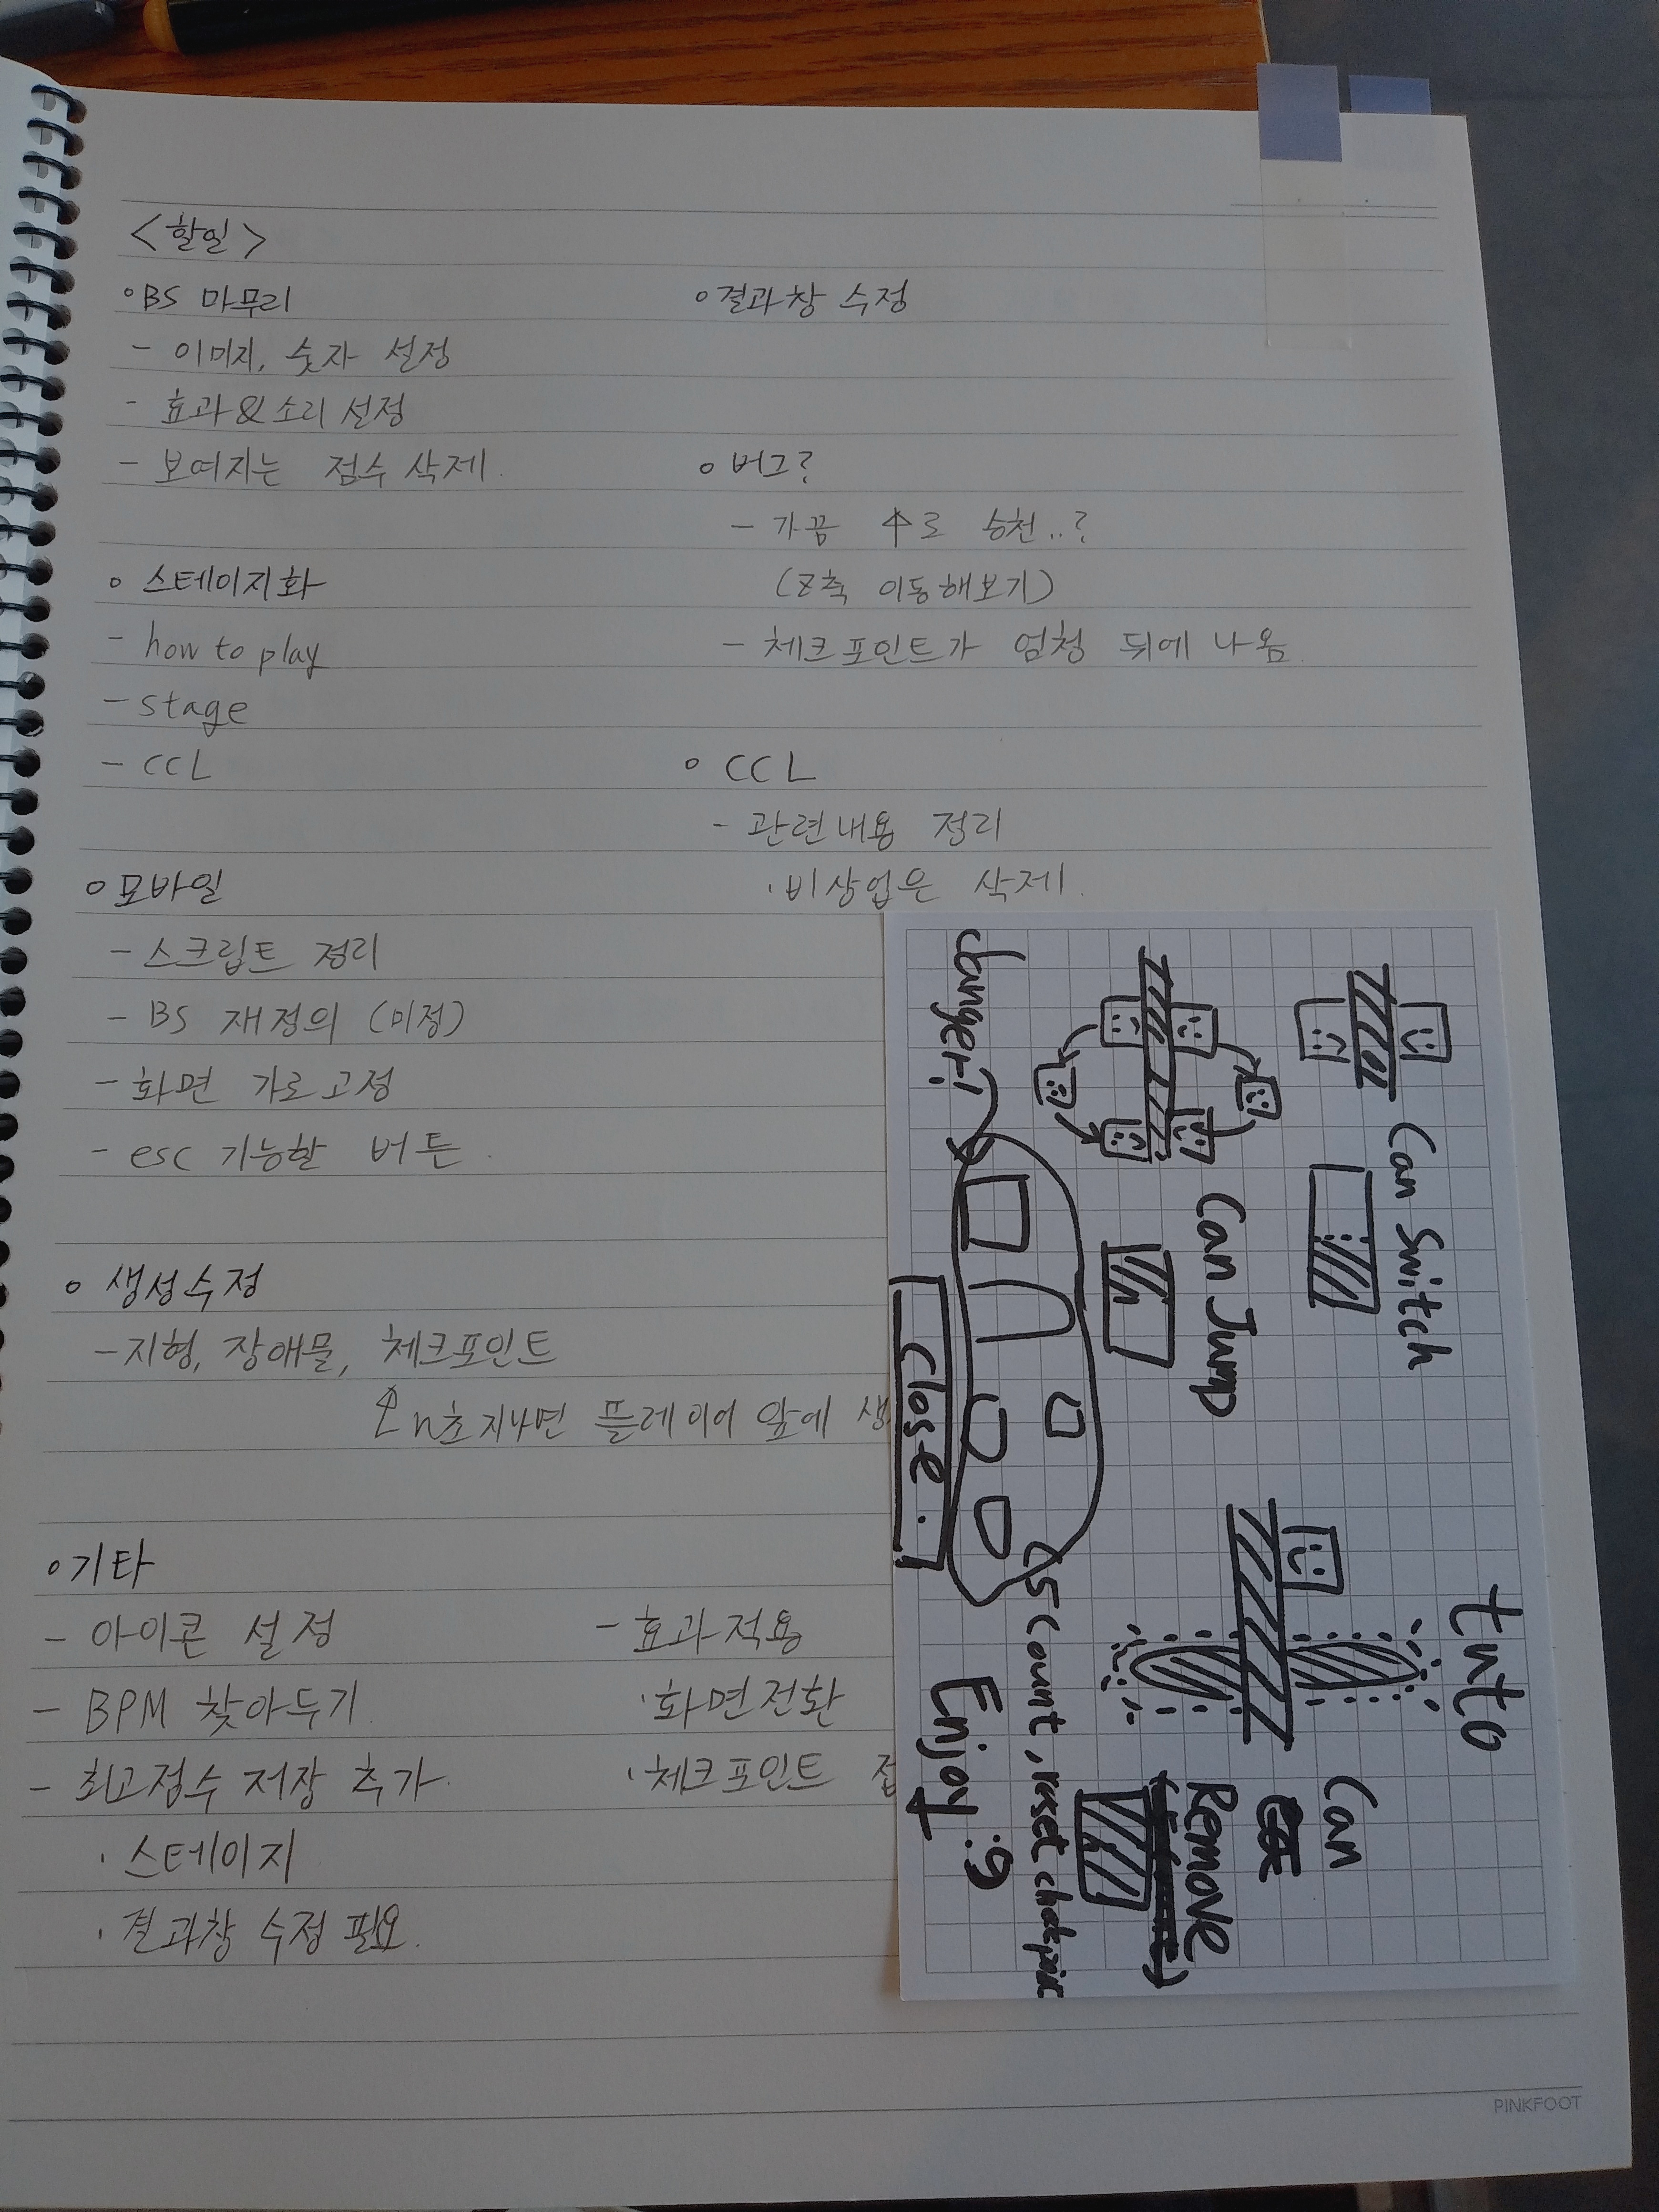 <할일>
◦BS 마무리
- 이미지, 숫자 설정
- 효과&소리 설정
- 보여지는 점수 삭제.
◦ 스테이지화
- how to play
- stage
- CCL
◦모바일
- 스크립트 정리
- BS 재정의 (미정)
- 화면 가로고정
- esc 기능할 버튼.
◦ 생성수정
- 지형, 장애물, 체크포인트
↑ n초 지나면 플레이어 앞에 생
◦기타
- 아이콘 설정
- BPM 찾아두기.
- 최고점수 저장 추가.
· 스테이지
· 결과창 수정 필요.
- 효과적용
· 화면전환
· 체크포인트
◦결과창 수정
◦ 버그?
- 가끔 ↑로 승천..?
(Z축 이동해보기)
- 체크포인트가 엄청 뒤에 나옴.
◦ CCL
- 관련내용 정리
· 비상업은 삭제.
tuto
Can Switch
Can Jump
Can
Remove
danger!
5 count, reset
Close
Enjoy
PINKFOOT